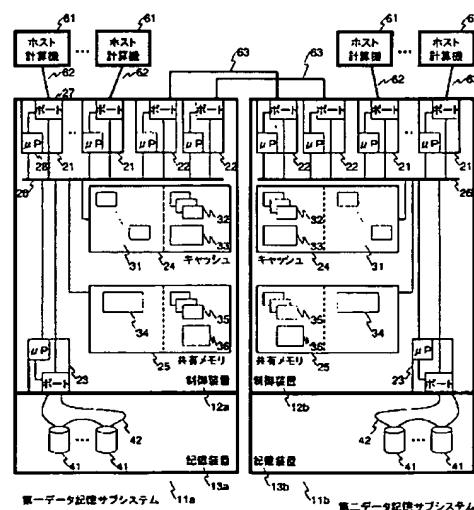 61 61 61 61
ホスト計算機 … ホスト計算機 ホスト計算機 … ホスト計算機
62 62 63 63 62
27
ポート ポート ポート ポート ポート ポート ポート ポート
μP μP μP μP μP μP μP μP
28 21 21 22 22 22 22 21 21
26 26
32 32
33 33
キャッシュ キャッシュ
31 24 24 31
34 35 35 34
36 36
共有メモリ 共有メモリ
25 25
μP 23 23 μP
ポート 制御装置 制御装置 ポート
12a 12b
42 42
41 … 41 41 … 41
記憶装置 記憶装置
13a 13b
第一データ記憶サブシステム 11a 11b 第二データ記憶サブシステム